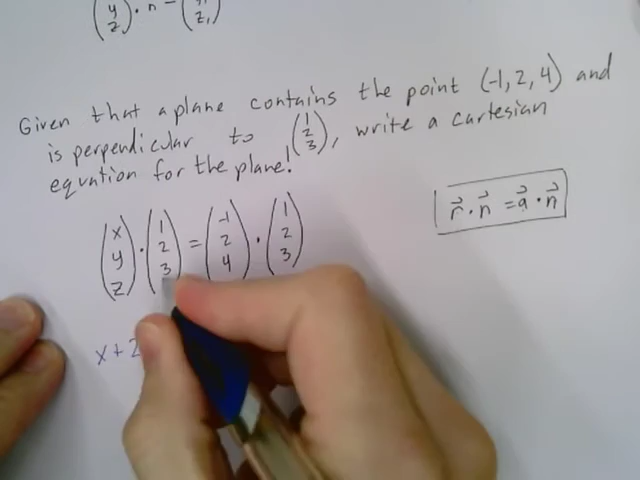 (y z) · n = ( z₁)
Given that a plane contains the point (-1, 2, 4) and
is perpendicular to (1 2 3), write a cartesian
equation for the plane!
r⃗ · n⃗ = a⃗ · n⃗
(x y z) · (1 2 3) = (-1 2 4) · (1 2 3)
x + 2